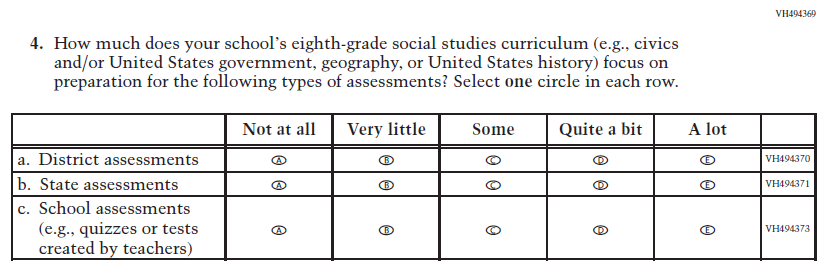 VH494369
4. How much does your school's eighth-grade social studies curriculum (e.g., civics
and/or United States government, geography, or United States history) focus on
preparation for the following types of assessments? Select one circle in each row.
Not at all Very little Some Quite a bit A lot
a. District assessments A B C D E VH494370
b. State assessments A B C D E VH494371
c. School assessments
(e.g., quizzes or tests A B C D E VH494373
created by teachers)